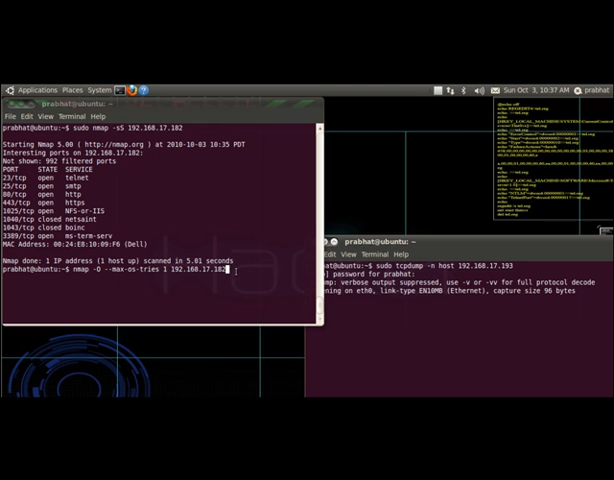 Applications Places System
Sun Oct 3, 10:37 AM prabhat
prabhat@ubuntu: ~
File Edit View Terminal Help
prabhat@ubuntu:~$ sudo nmap -sS 192.168.17.182
Starting Nmap 5.00 ( http://nmap.org ) at 2010-10-03 10:35 PDT
Interesting ports on 192.168.17.182:
Not shown: 992 filtered ports
PORT STATE SERVICE
23/tcp open telnet
25/tcp open smtp
80/tcp open http
443/tcp open https
1025/tcp open NFS-or-IIS
1040/tcp closed netsaint
1043/tcp closed boinc
3389/tcp open ms-term-serv
MAC Address: 00:24:E8:10:09:F6 (Dell)
Nmap done: 1 IP address (1 host up) scanned in 5.01 seconds
prabhat@ubuntu:~$ nmap -O --max-os-tries 1 192.168.17.182
@echo off
prabhat@ubuntu: ~
Edit View Terminal Help
prabhat@ubuntu:~$ sudo tcpdump -n host 192.168.17.193
] password for prabhat:
ump: verbose output suppressed, use -v or -vv for full protocol decode
ening on eth0, link-type EN10MB (Ethernet), capture size 96 bytes